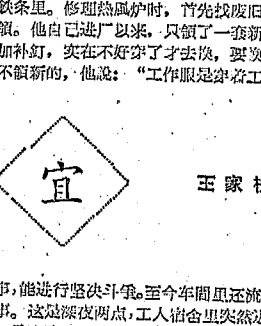 铁条里。修理热風炉时，首先找废旧
領。他自己进厂以来，只領了一套新
加补釘，实在不好穿了才去换，要
不領新的，他說：“工作服是穿着工
宜
王家
事，能进行坚决斗爭。至今车間里还流
事。这是深夜两点，工人宿舍里突然